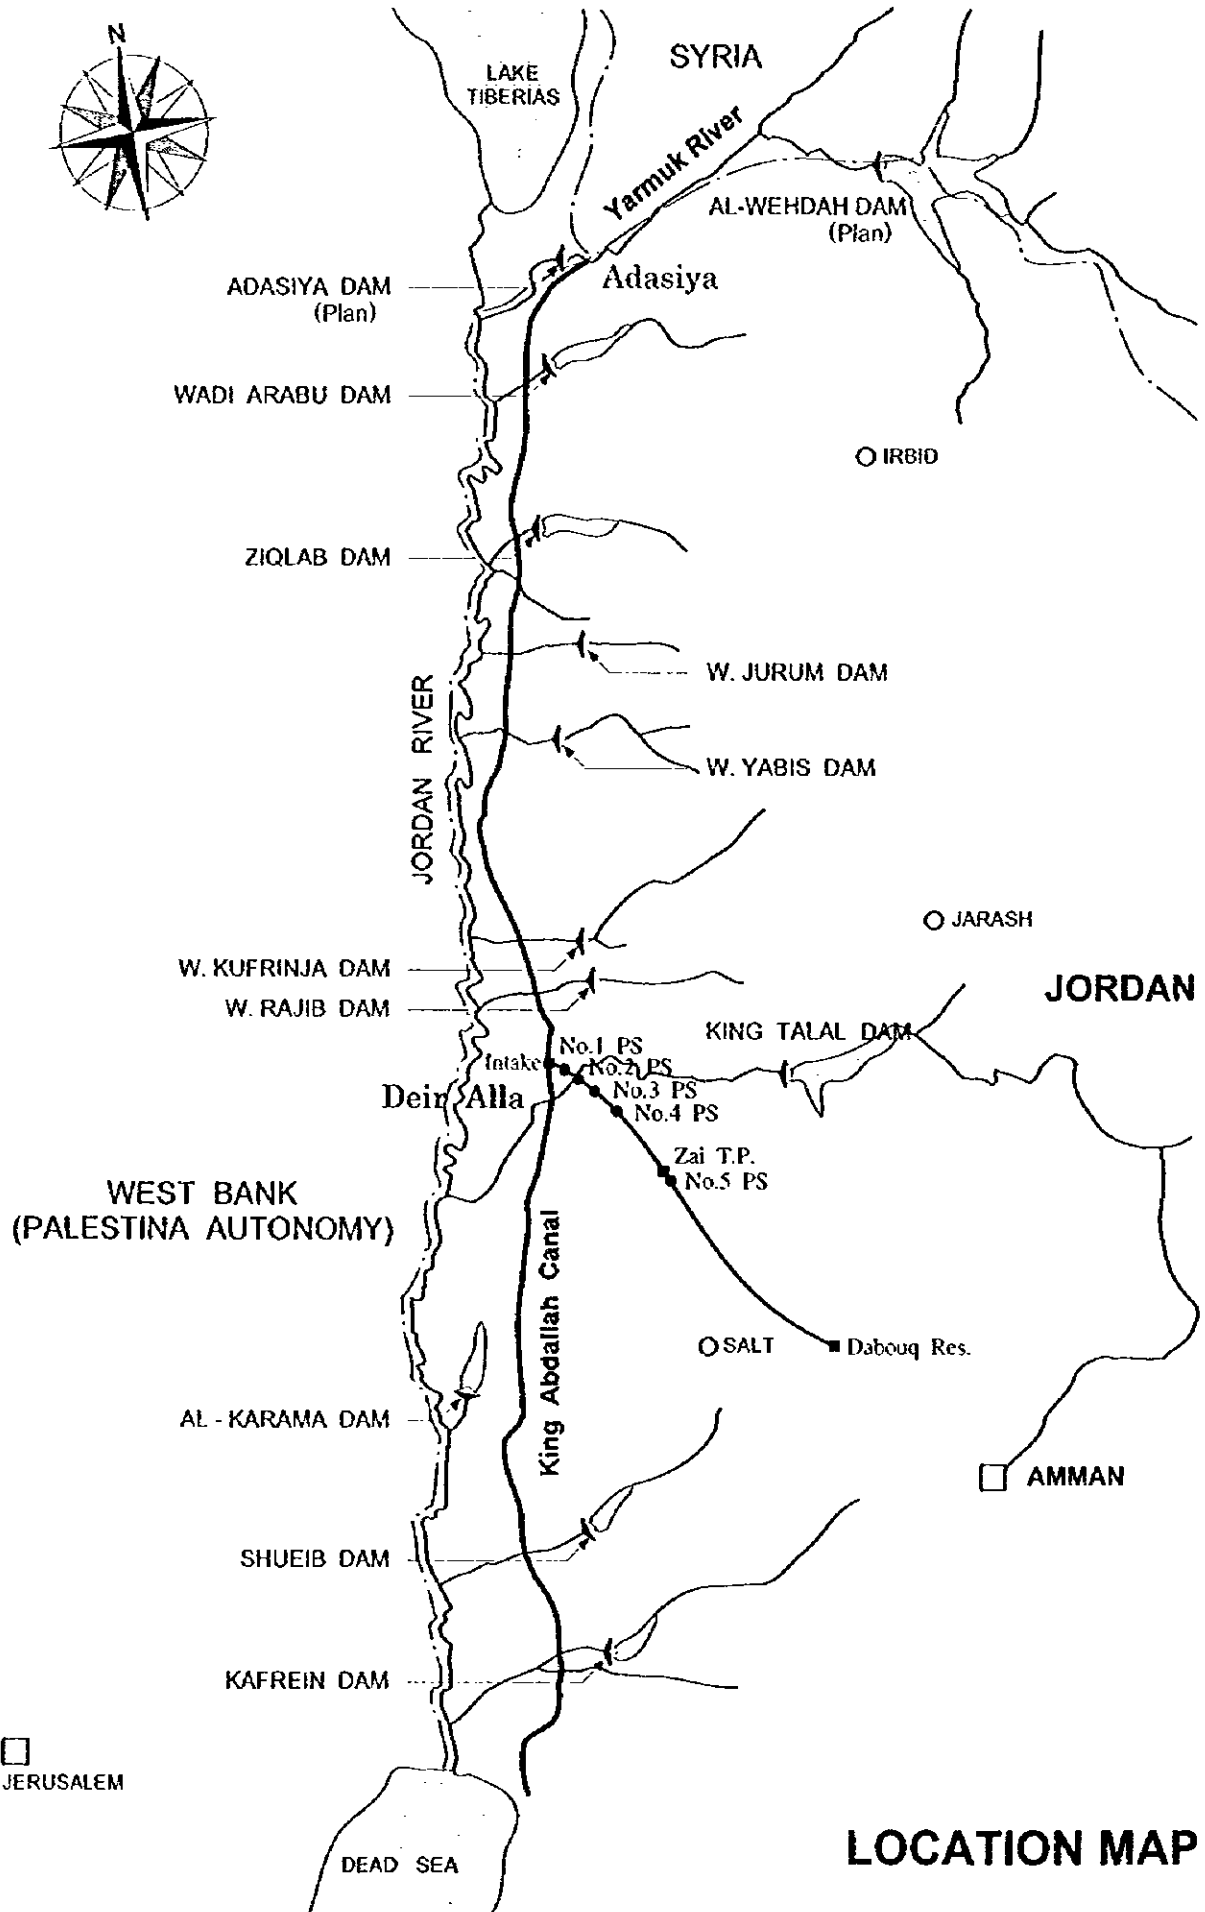 N
SYRIA
LAKE
TIBERIAS
Yarmuk River
AL-WEHDAH DAM
(Plan)
ADASIYA DAM
(Plan)
Adasiya
WADI ARABU DAM
IRBID
ZIQLAB DAM
W. JURUM DAM
JORDAN RIVER
W. YABIS DAM
JARASH
W. KUFRINJA DAM
JORDAN
W. RAJIB DAM
KING TALAL DAM
No.1 PS
Intake
No.2 PS
No.3 PS
Deir Alla
No.4 PS
Zai T.P.
No.5 PS
WEST BANK
(PALESTINA AUTONOMY)
King Abdallah Canal
SALT
Dabouq Res.
AL - KARAMA DAM
AMMAN
SHUEIB DAM
KAFREIN DAM
JERUSALEM
LOCATION MAP
DEAD SEA